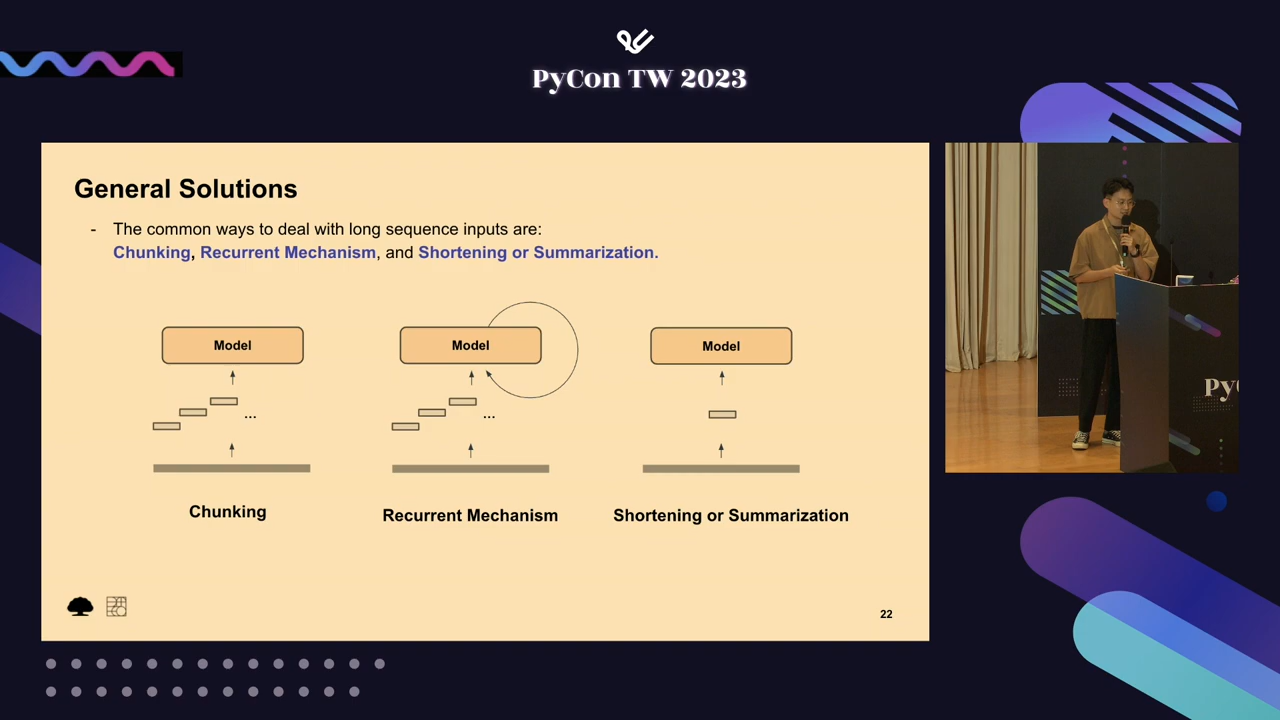 PyCon TW 2023
General Solutions
- The common ways to deal with long sequence inputs are:
Chunking, Recurrent Mechanism, and Shortening or Summarization.
Model
Model
Model
...
...
Chunking
Recurrent Mechanism
Shortening or Summarization
22
Py